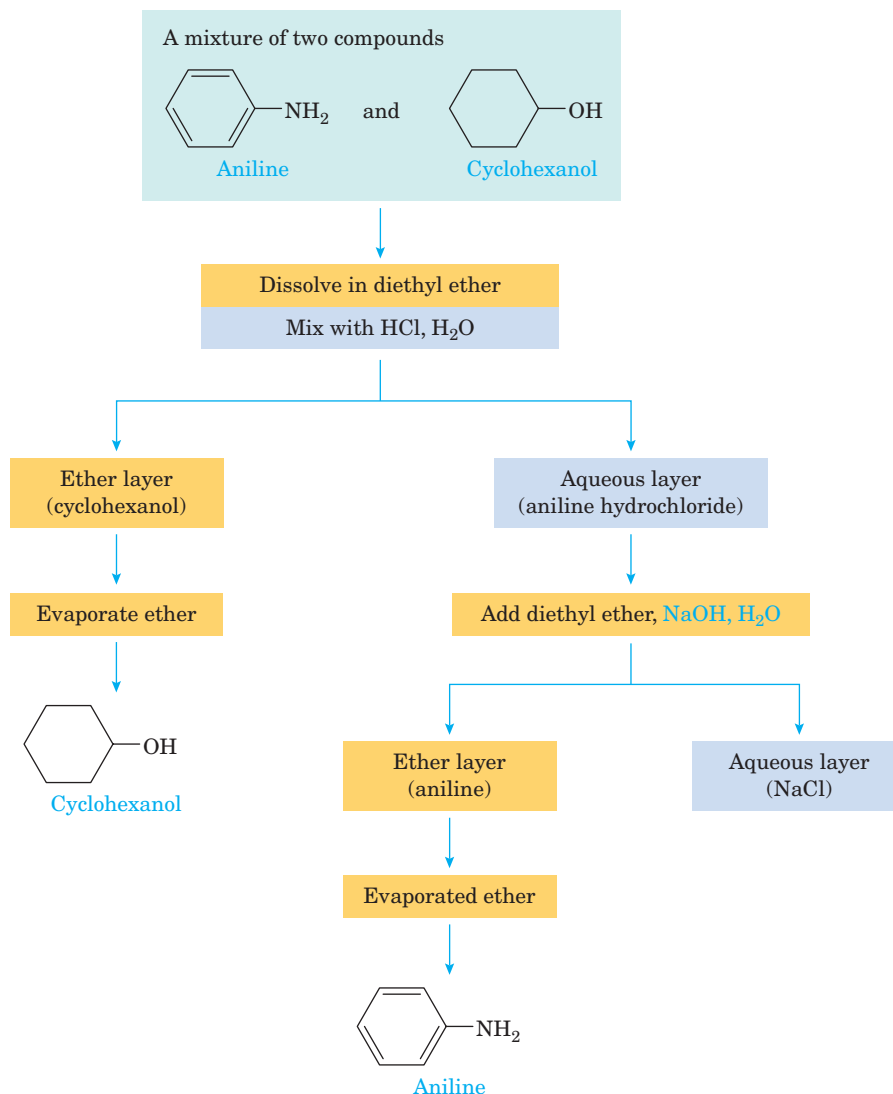 A mixture of two compounds
NH₂ and OH
Aniline Cyclohexanol
Dissolve in diethyl ether
Mix with HCl, H₂O
Ether layer
(cyclohexanol)
Aqueous layer
(aniline hydrochloride)
Evaporate ether
Add diethyl ether, NaOH, H₂O
OH
Cyclohexanol
Ether layer
(aniline)
Aqueous layer
(NaCl)
Evaporated ether
NH₂
Aniline